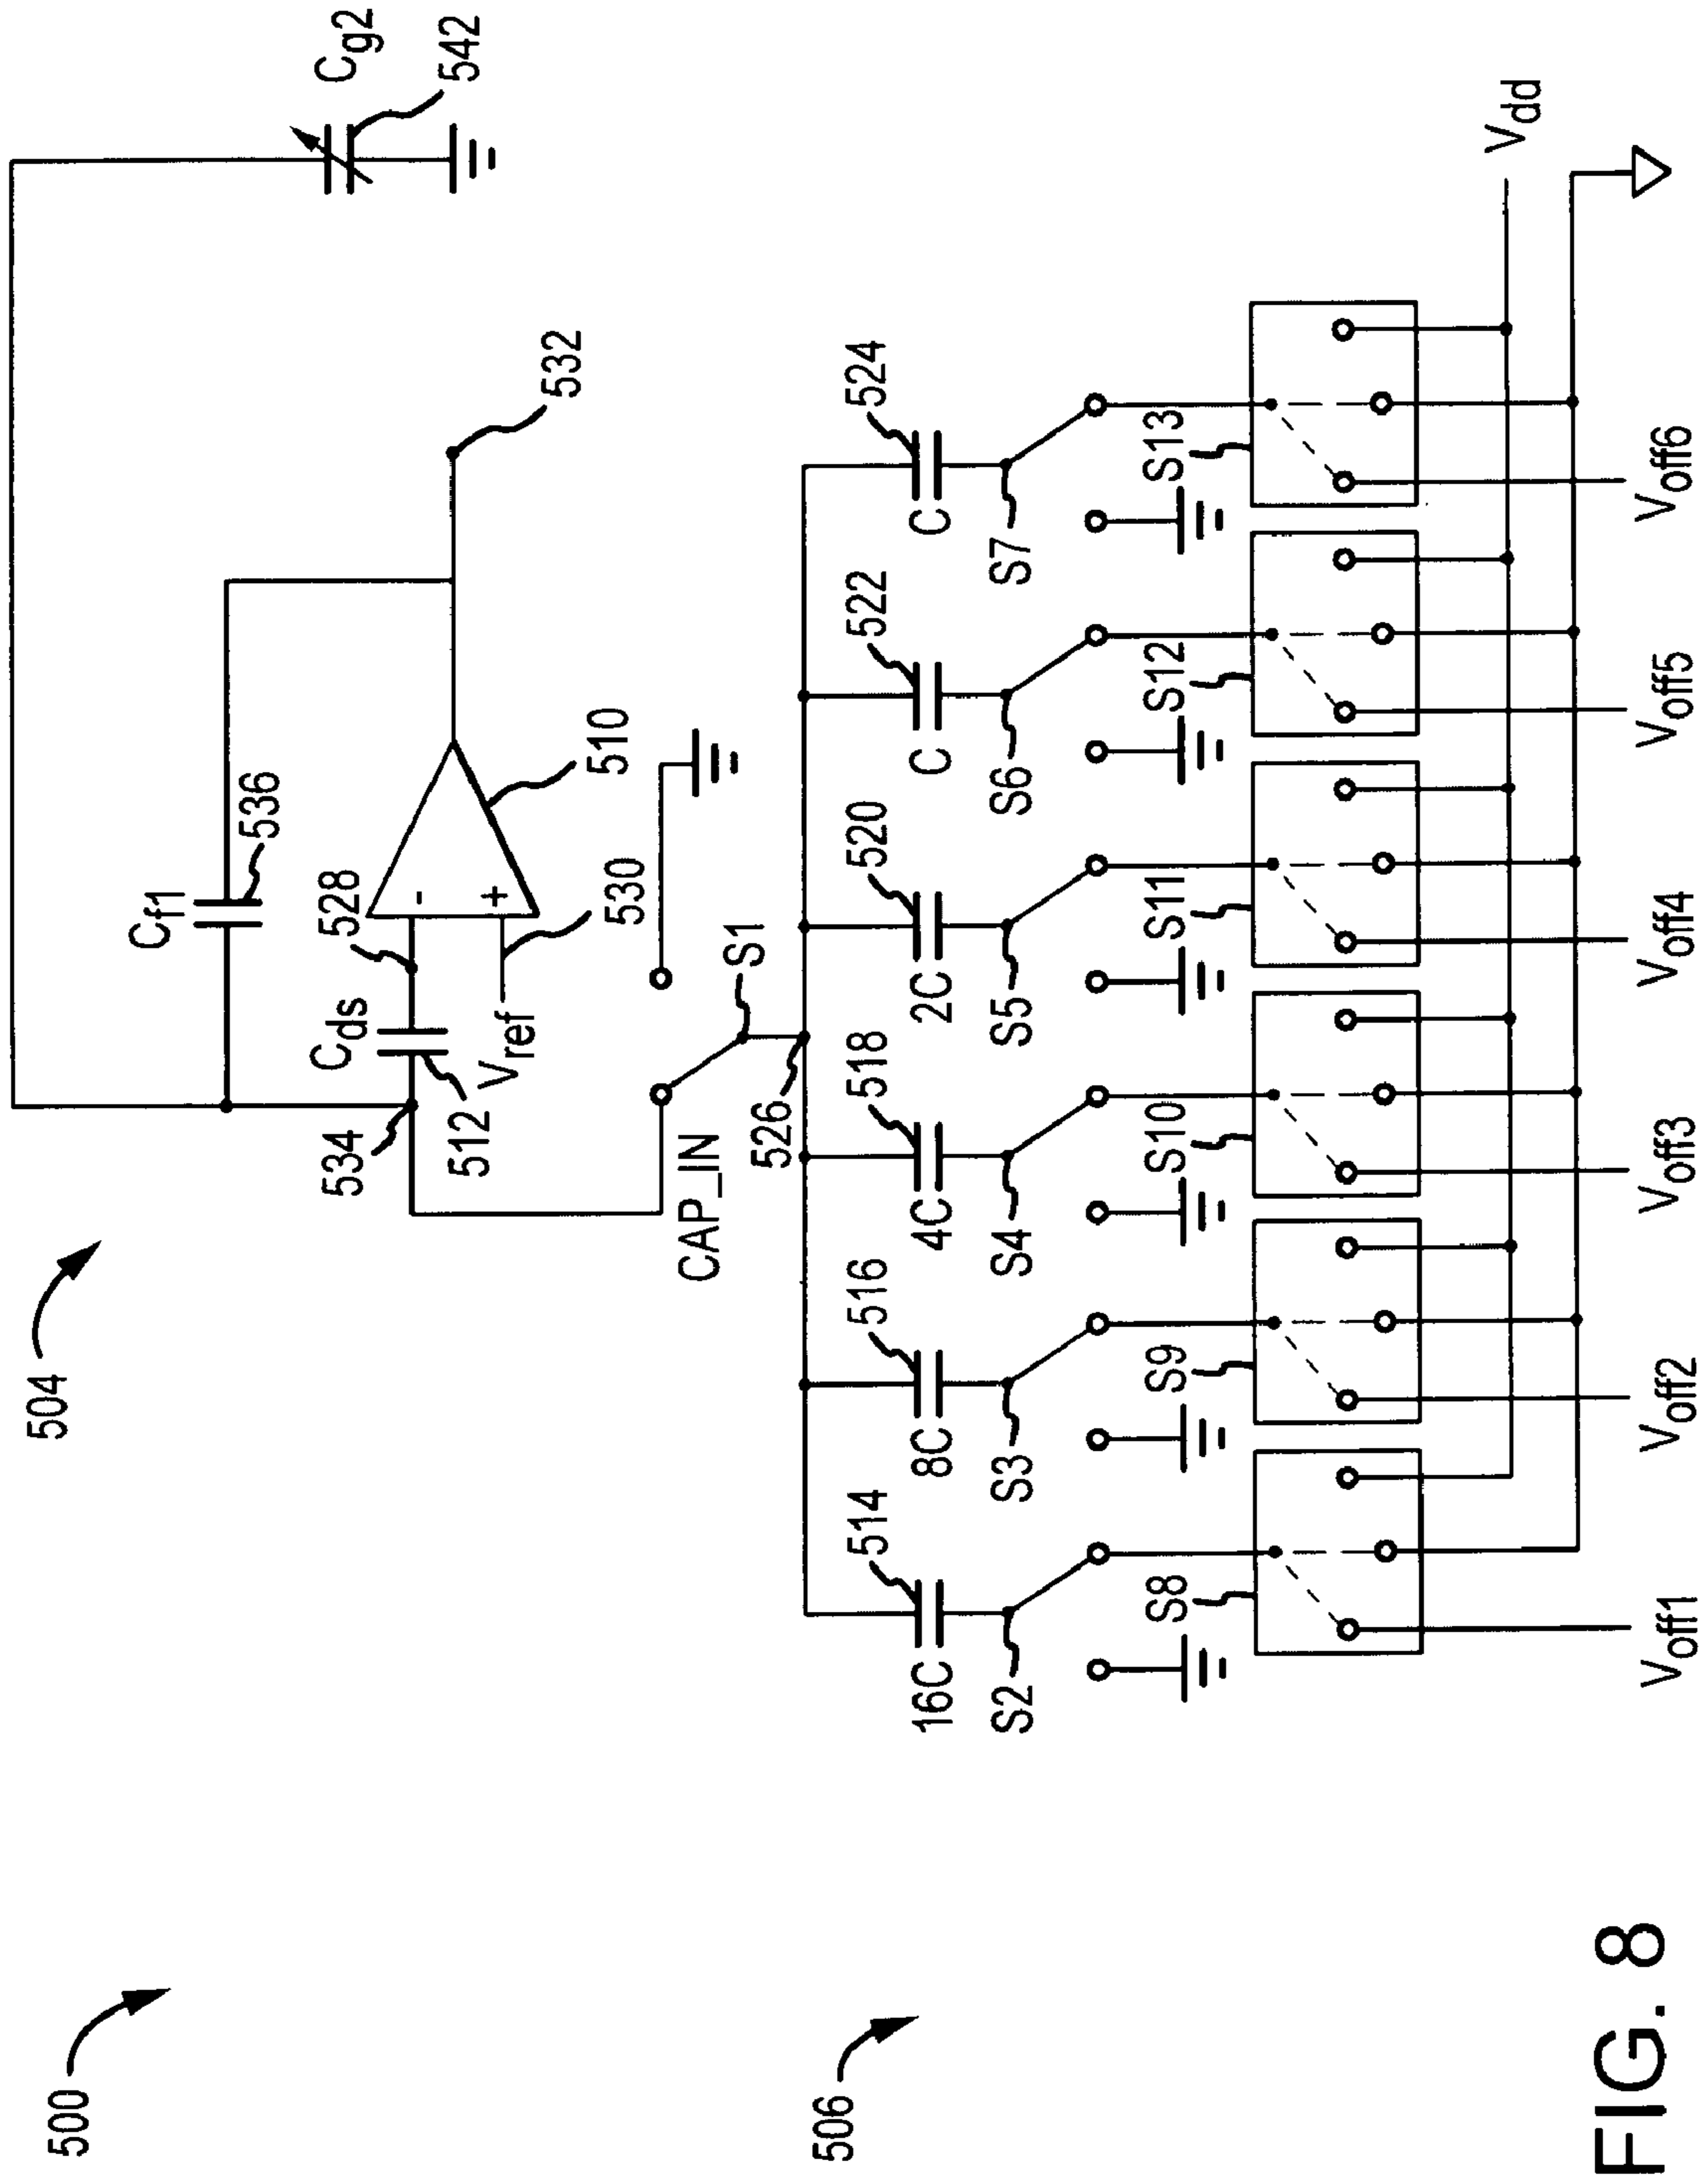 500
504
Cg2
542
Cf1
536
532
Cds
528
-
+
510
534
512
Vref
530
CAP_IN
S1
506
526
514
516
518
520
522
524
16C
8C
4C
2C
C
C
S2
S3
S4
S5
S6
S7
S8
S9
S10
S11
S12
S13
Vdd
Voff1
Voff2
Voff3
Voff4
Voff5
Voff6
FIG. 8